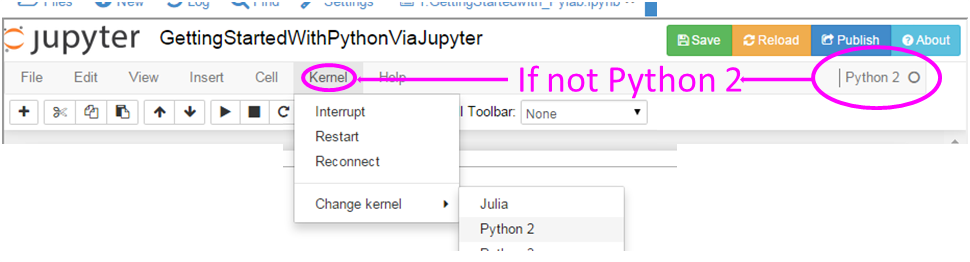 Files New Log Find Settings 1.GettingStartedwith_Pylab.ipynb
jupyter GettingStartedWithPythonViaJupyter Save Reload Publish About
File Edit View Insert Cell Kernel Help If not Python 2 Python 2
l Toolbar: None
Interrupt
Restart
Reconnect
Change kernel
Julia
Python 2